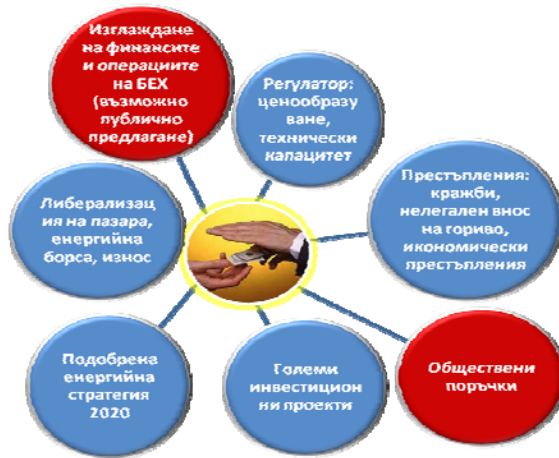 Изглаждане
на финансите
и операциите
на БЕХ
(възможно
публично
предлагане)
Регулатор:
ценообразу
ване,
технически
капацитет
Престъпления:
кражби,
нелегален внос
на гориво,
икономически
престъпления
Обществени
поръчки
Големи
инвестицион
ни проекти
Подобрена
енергийна
стратегия
2020
Либерализац
ия на пазара,
енергийна
борса, износ